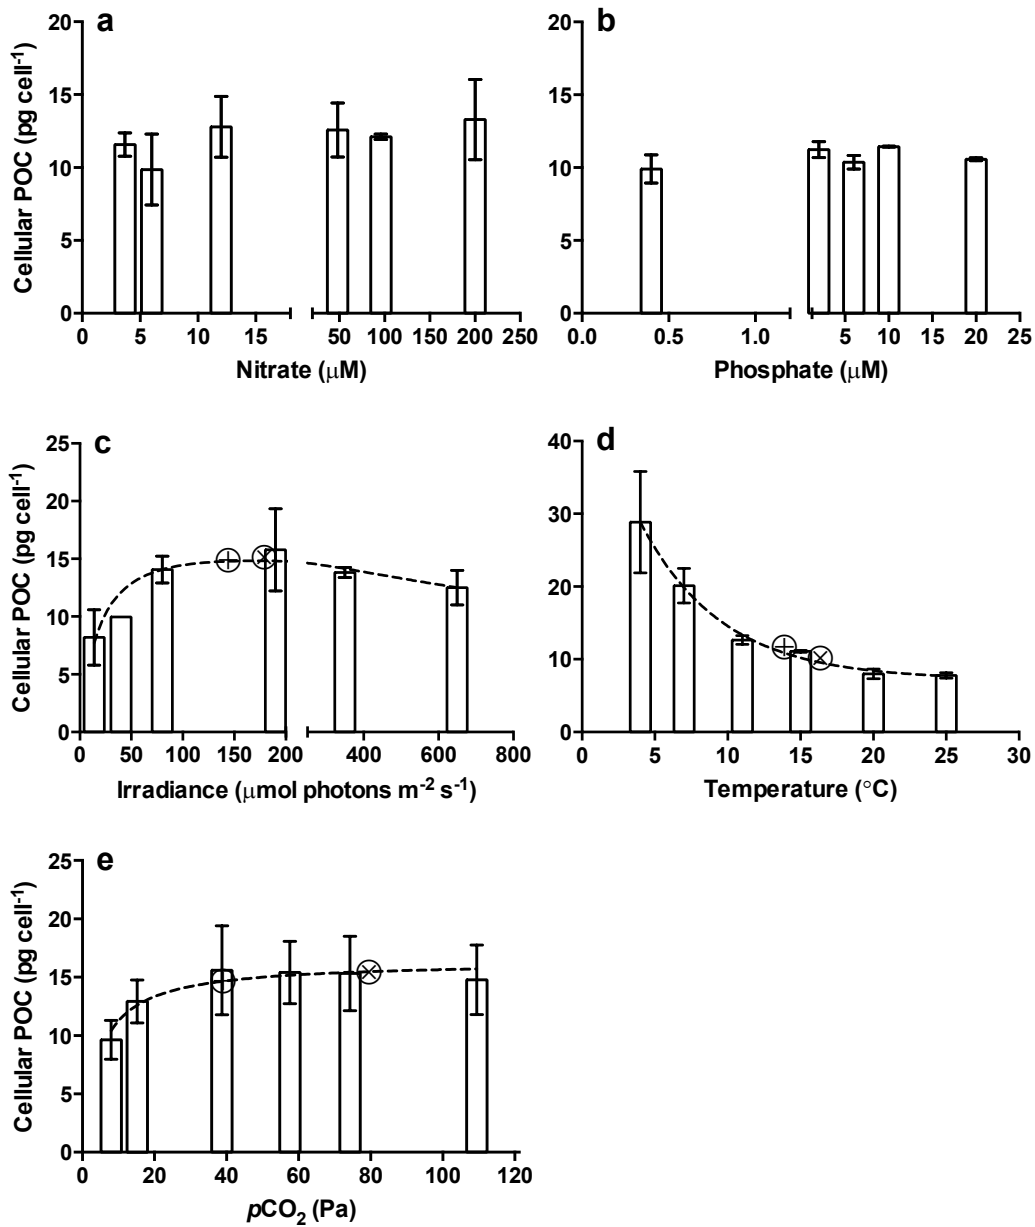 a
20
15
10
5
0
Cellular POC (pg cell⁻¹)
0 5 10 15 50 100 150 200 250
Nitrate (μM)
b
20
15
10
5
0
0.0 0.5 1.0 5 10 15 20 25
Phosphate (μM)
c
25
20
15
10
5
0
Cellular POC (pg cell⁻¹)
0 50 100 150 200 400 600 800
Irradiance (μmol photons m⁻² s⁻¹)
d
40
30
20
10
0
0 5 10 15 20 25 30
Temperature (°C)
e
25
20
15
10
5
0
Cellular POC (pg cell⁻¹)
0 20 40 60 80 100 120
pCO₂ (Pa)